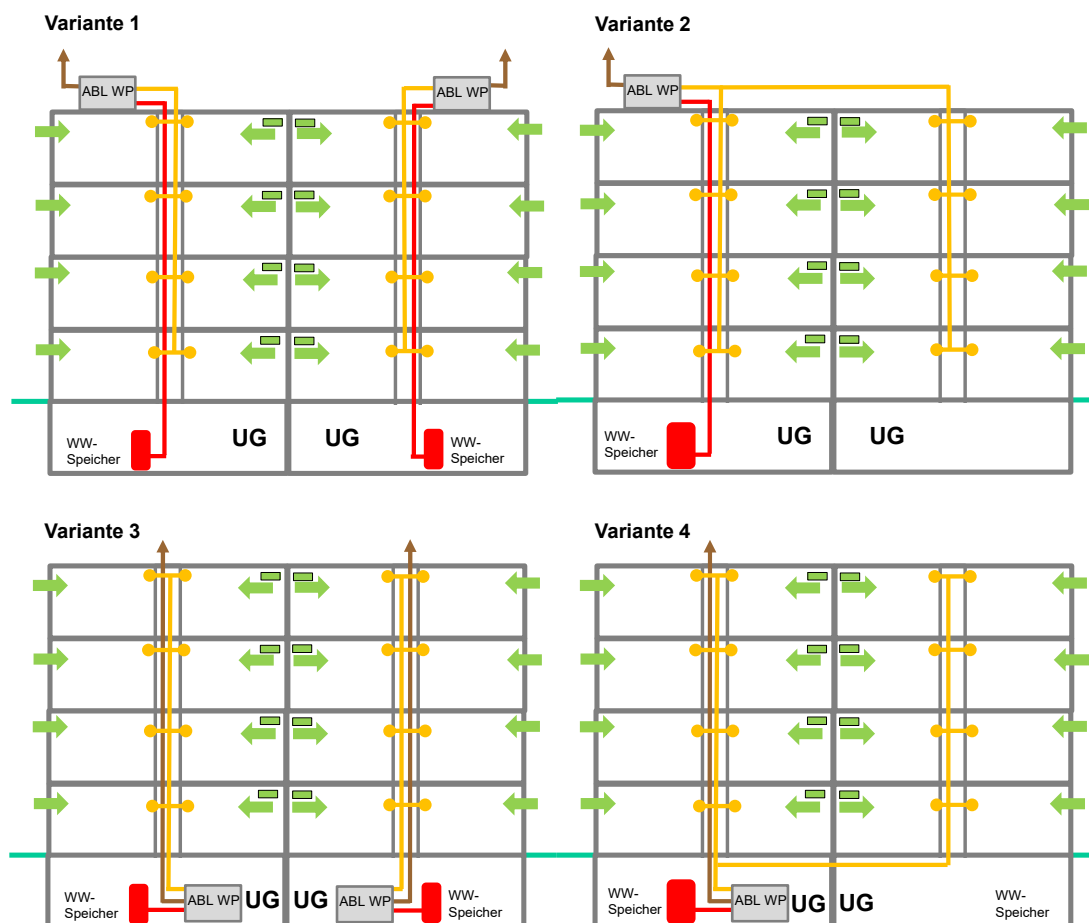 Variante 1
ABL WP
ABL WP
WW-
Speicher
UG
UG
WW-
Speicher
Variante 2
ABL WP
WW-
Speicher
UG
UG
Variante 3
WW-
Speicher
ABL WP
UG
UG
ABL WP
WW-
Speicher
Variante 4
WW-
Speicher
ABL WP
UG
UG
WW-
Speicher